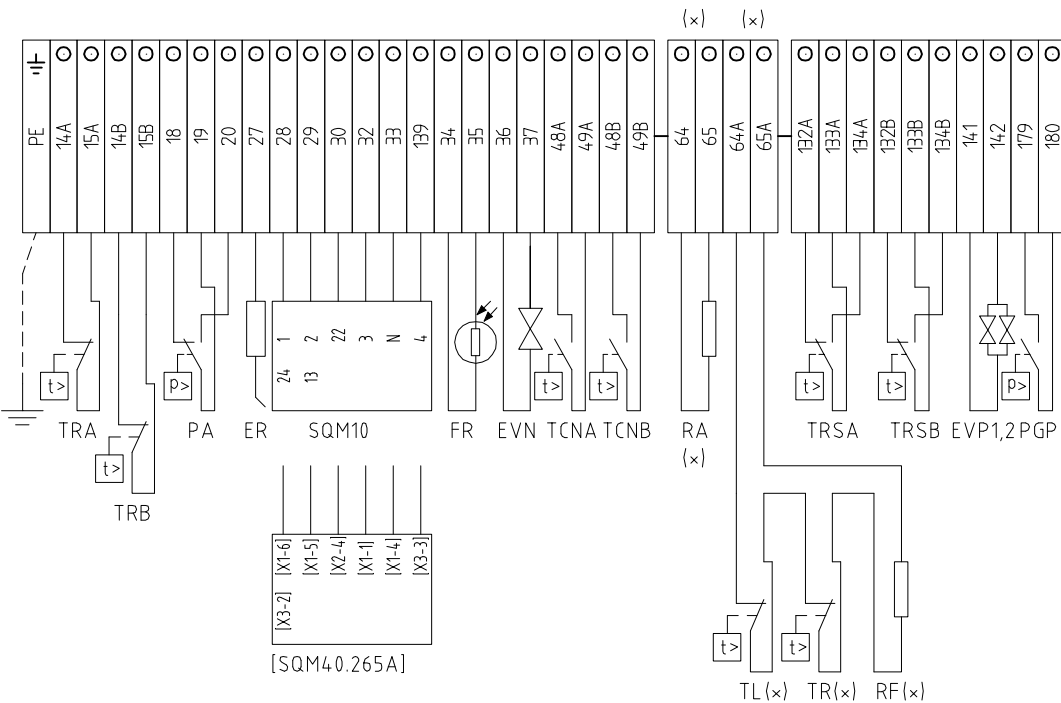 (×) (×)
PE 14A 15A 14B 15B 18 19 20 27 28 29 30 32 33 139 34 35 36 37 48A 49A 48B 49B 64 65 64A 65A 132A 133A 134A 132B 133B 134B 141 142 179 180
1 2 22 3 N 4
24 13
t> p> t> t> t> t> p>
TRA PA ER SQM10 FR EVN TCNA TCNB RA TRSA TRSB EVP1,2 PGP
(×)
t>
TRB
[X1-6] [X1-5] [X2-4] [X1-1] [X1-4] [X3-3]
[X3-2]
t> t>
[SQM40.265A]
TL(×) TR(×) RF(×)